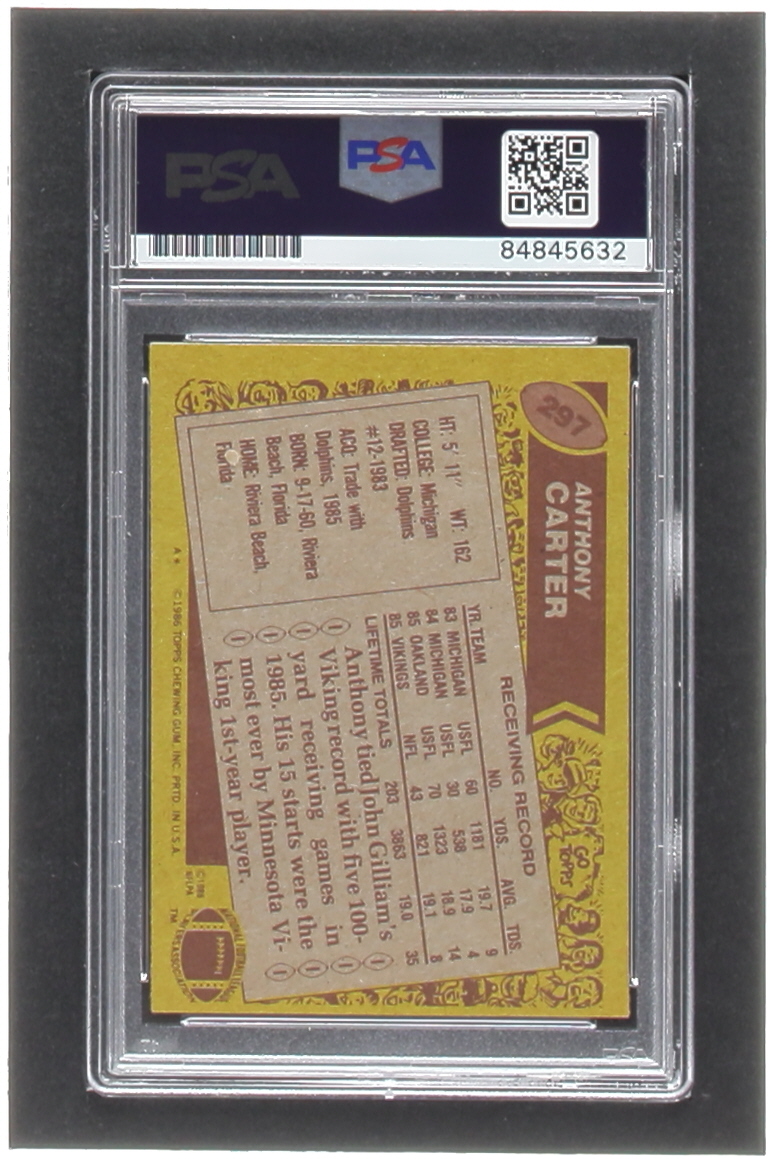 PSA
PSA
84845632
297
ANTHONY
CARTER
HT: 5' 11" WT: 162
COLLEGE: Michigan
DRAFTED: Dolphins
#12-1983
ACQ: Trade with
Dolphins, 1985
BORN: 9-17-60, Riviera
Beach, Florida
HOME: Riviera Beach,
Florida
RECEIVING RECORD
YR. TEAM NO. YDS. AVG. TDS.
83 MICHIGAN USFL 60 1181 19.7 9
84 MICHIGAN USFL 30 538 17.9 4
85 OAKLAND USFL 70 1323 18.9 14
85 VIKINGS NFL 43 821 19.1 8
LIFETIME TOTALS 203 3863 19.0 35
Anthony tied John Gilliam's
Viking record with five 100-
yard receiving games in
1985. His 15 starts were the
most ever by Minnesota Vi-
king 1st-year player.
GO
TOPPS
A* ©1986 TOPPS CHEWING GUM, INC. PRTD. IN U.S.A.
©1986
NFLPA
TM